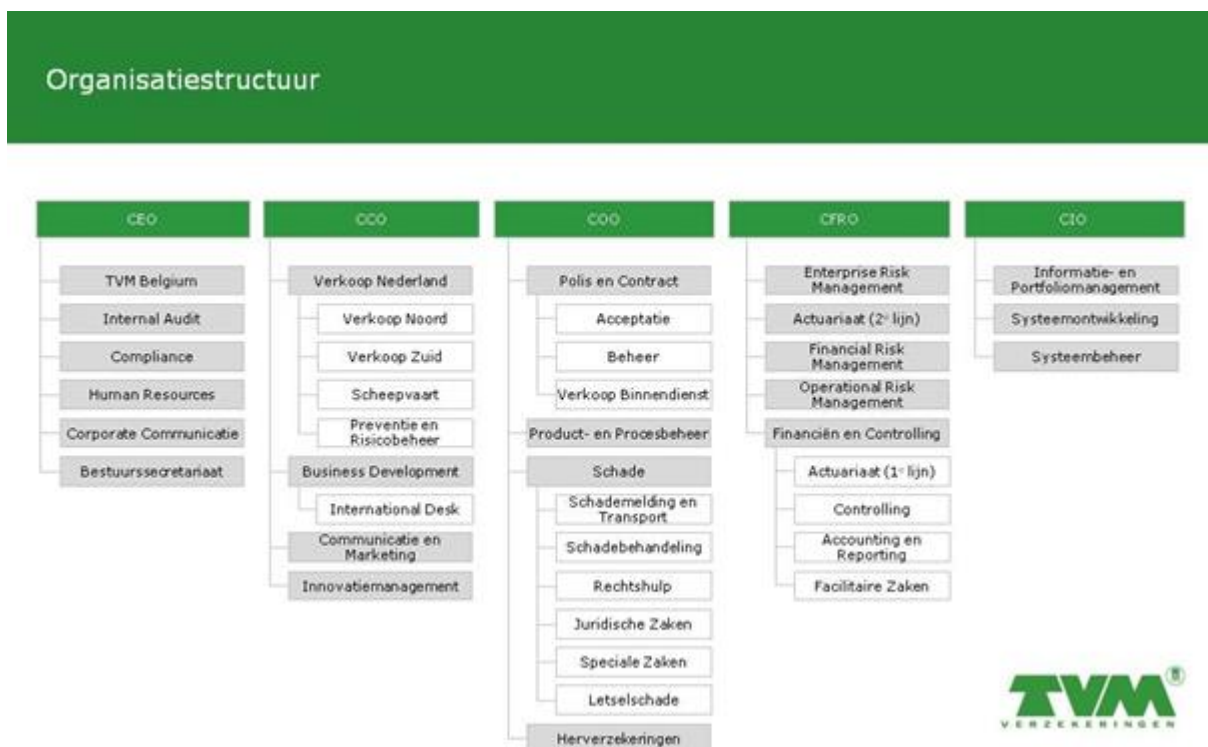 Organisatiestructuur
CEO
TVM Belgium
Internal Audit
Compliance
Human Resources
Corporate Communicatie
Bestuurssecretariaat
CCO
Verkoop Nederland
Verkoop Noord
Verkoop Zuid
Scheepvaart
Preventie en
Risicobeheer
Business Development
International Desk
Communicatie en
Marketing
Innovatiemanagement
COO
Polis en Contract
Acceptatie
Beheer
Verkoop Binnendienst
Product- en Procesbeheer
Schade
Schademelding en
Transport
Schadebehandeling
Rechtshulp
Juridische Zaken
Speciale Zaken
Letselschade
Herverzekeringen
CFRO
Enterprise Risk
Management
Actuariaat (2e lijn)
Financial Risk
Management
Operational Risk
Management
Financiën en Controlling
Actuariaat (1e lijn)
Controlling
Accounting en
Reporting
Facilitaire Zaken
CIO
Informatie- en
Portfoliomanagement
Systeemontwikkeling
Systeembeheer
TVM
VERZEKERINGEN